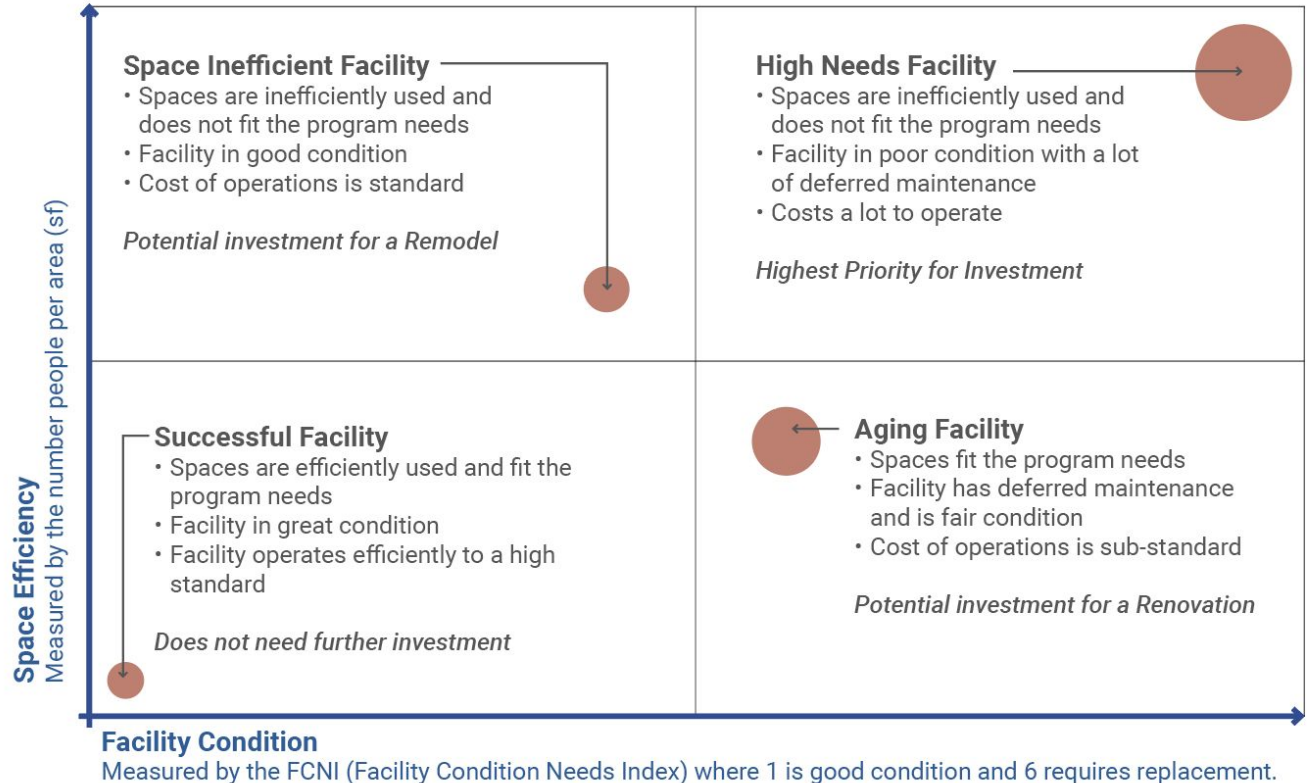 Space Inefficient Facility
• Spaces are inefficiently used and
does not fit the program needs
• Facility in good condition
• Cost of operations is standard
Potential investment for a Remodel
High Needs Facility
• Spaces are inefficiently used and
does not fit the program needs
• Facility in poor condition with a lot
of deferred maintenance
• Costs a lot to operate
Highest Priority for Investment
Successful Facility
• Spaces are efficiently used and fit the
program needs
• Facility in great condition
• Facility operates efficiently to a high
standard
Does not need further investment
Aging Facility
• Spaces fit the program needs
• Facility has deferred maintenance
and is fair condition
• Cost of operations is sub-standard
Potential investment for a Renovation
Space Efficiency
Measured by the number people per area (sf)
Facility Condition
Measured by the FCNI (Facility Condition Needs Index) where 1 is good condition and 6 requires replacement.